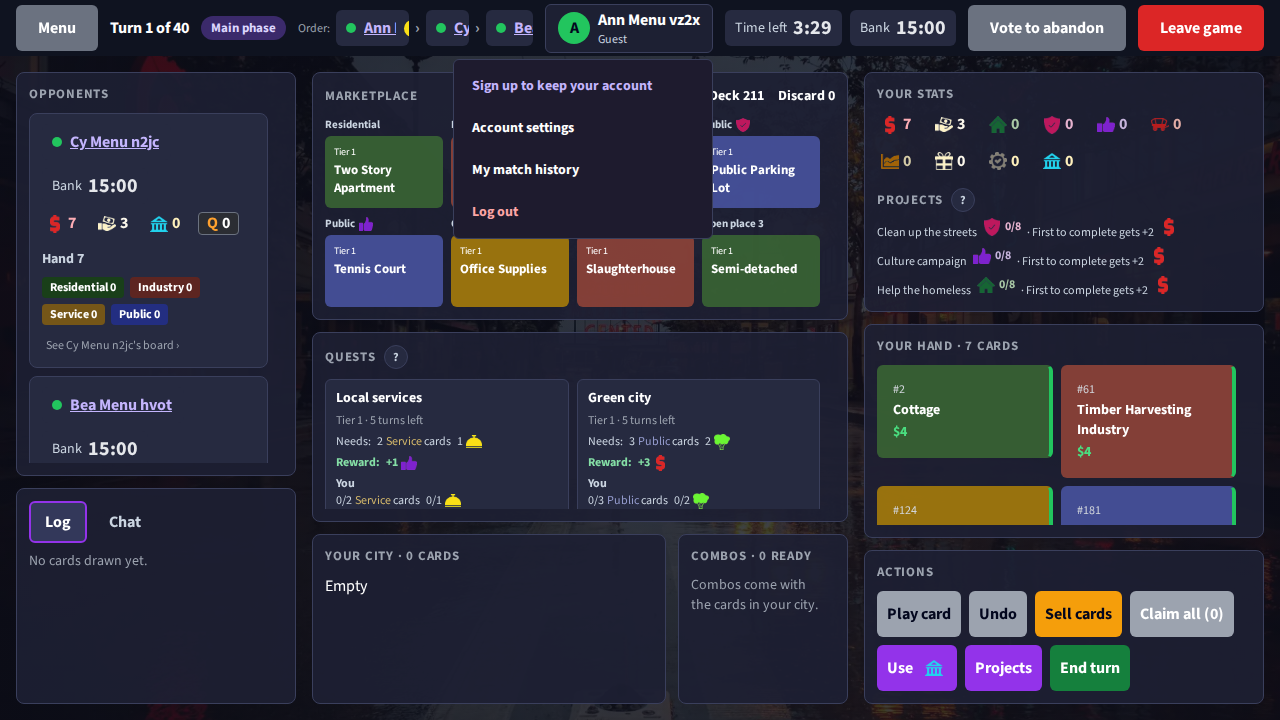 Menu
Turn 1 of 40
Main phase
Order:
Ann
›
Cy
›
Be
A
Ann Menu vz2x
Guest
Time left 3:29
Bank 15:00
Vote to abandon
Leave game
Sign up to keep your account
Account settings
My match history
Log out
OPPONENTS
Cy Menu n2jc
Bank 15:00
7 3 0 Q 0
Hand 7
Residential 0 Industry 0
Service 0 Public 0
See Cy Menu n2jc's board ›
Bea Menu hvot
Bank 15:00
Log Chat
No cards drawn yet.
MARKETPLACE
Deck 211 Discard 0
Residential
Tier 1
Two Story
Apartment
Tier 1
Public Parking
Lot
Public
Tier 1
Tennis Court
Tier 1
Office Supplies
Tier 1
Slaughterhouse
place 3
Tier 1
Semi-detached
QUESTS ?
Local services
Tier 1 · 5 turns left
Needs: 2 Service cards 1
Reward: +1
You
0/2 Service cards 0/1
Green city
Tier 1 · 5 turns left
Needs: 3 Public cards 2
Reward: +3
You
0/3 Public cards 0/2
YOUR CITY · 0 CARDS
Empty
COMBOS · 0 READY
Combos come with
the cards in your city.
YOUR STATS
7 3 0 0 0 0
0 0 0 0
PROJECTS ?
Clean up the streets 0/8 · First to complete gets +2
Culture campaign 0/8 · First to complete gets +2
Help the homeless 0/8 · First to complete gets +2
YOUR HAND · 7 CARDS
#2
Cottage
$4
#61
Timber Harvesting
Industry
$4
#124
#181
ACTIONS
Play card
Undo
Sell cards
Claim all (0)
Use
Projects
End turn